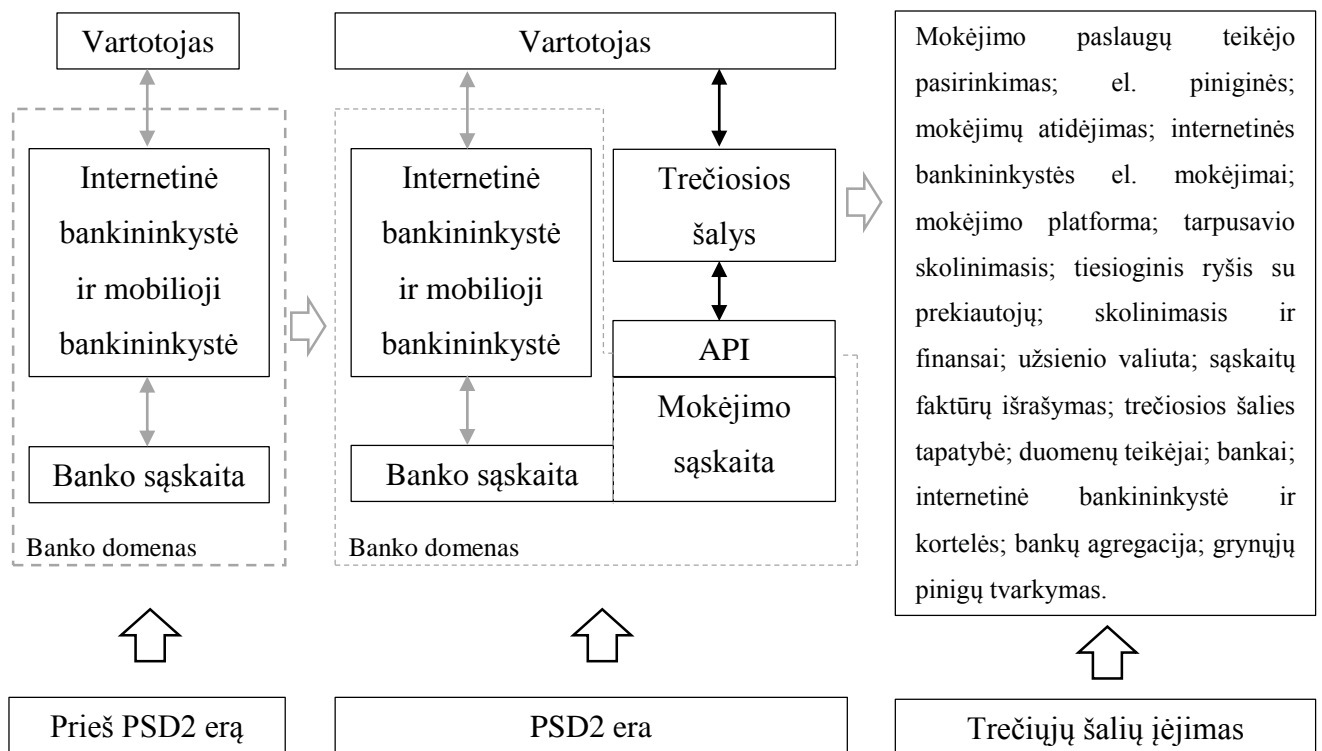 Vartotojas
Internetinė
bankininkystė
ir mobilioji
bankininkystė
Banko sąskaita
Banko domenas
Prieš PSD2 erą
Vartotojas
Internetinė
bankininkystė
ir mobilioji
bankininkystė
Banko sąskaita
Trečiosios
šalys
API
Mokėjimo
sąskaita
Banko domenas
PSD2 era
Mokėjimo paslaugų teikėjo
pasirinkimas; el. piniginės;
mokėjimų atidėjimas; internetinės
bankininkystės el. mokėjimai;
mokėjimo platforma; tarpusavio
skolinimasis; tiesioginis ryšis su
prekiautojų; skolinimasis ir
finansai; užsienio valiuta; sąskaitų
faktūrų išrašymas; trečiosios šalies
tapatybė; duomenų teikėjai; bankai;
internetinė bankininkystė ir
kortelės; bankų agregacija; grynųjų
pinigų tvarkymas.
Trečiųjų šalių įėjimas